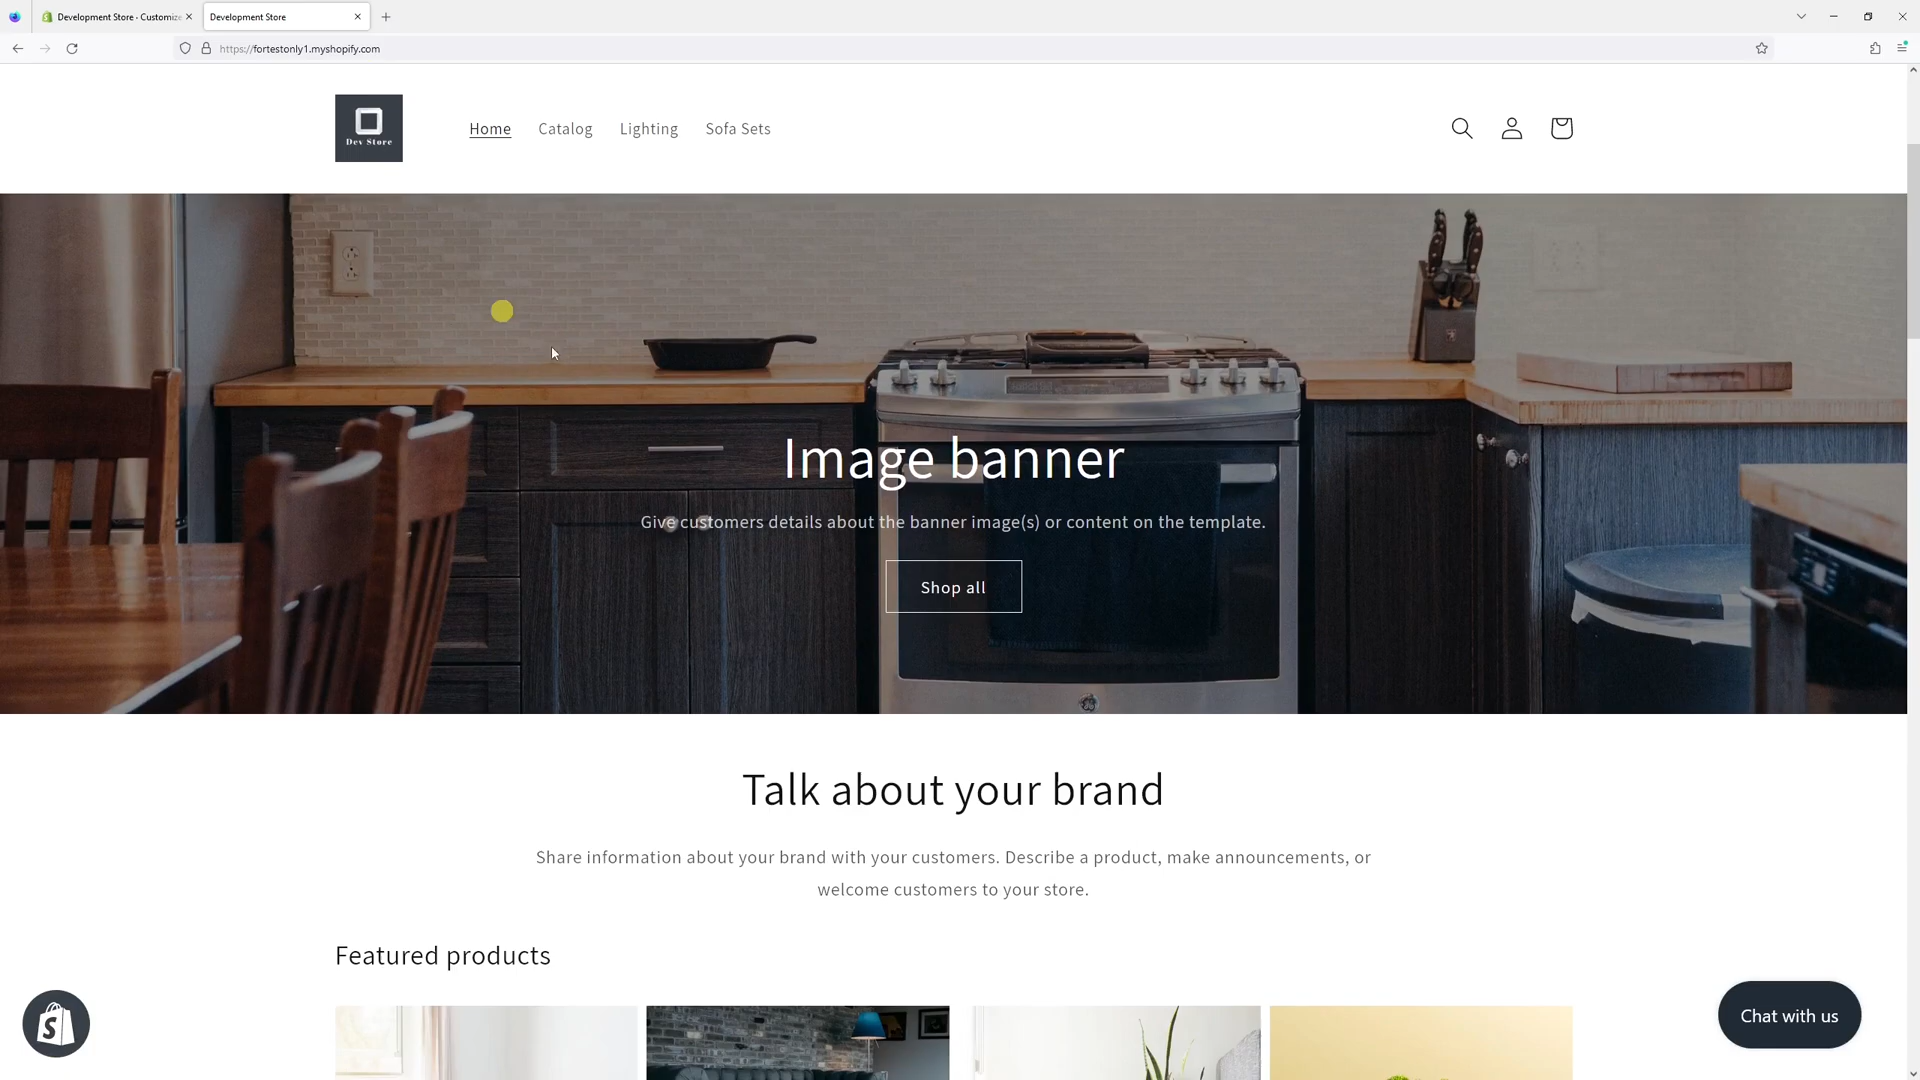 Development Store · Customize
Development Store
https://fortestonly1.myshopify.com
Dev Store
Home
Catalog
Lighting
Sofa Sets
Image banner
Give customers details about the banner image(s) or content on the template.
Shop all
Talk about your brand
Share information about your brand with your customers. Describe a product, make announcements, or
welcome customers to your store.
Featured products
Chat with us